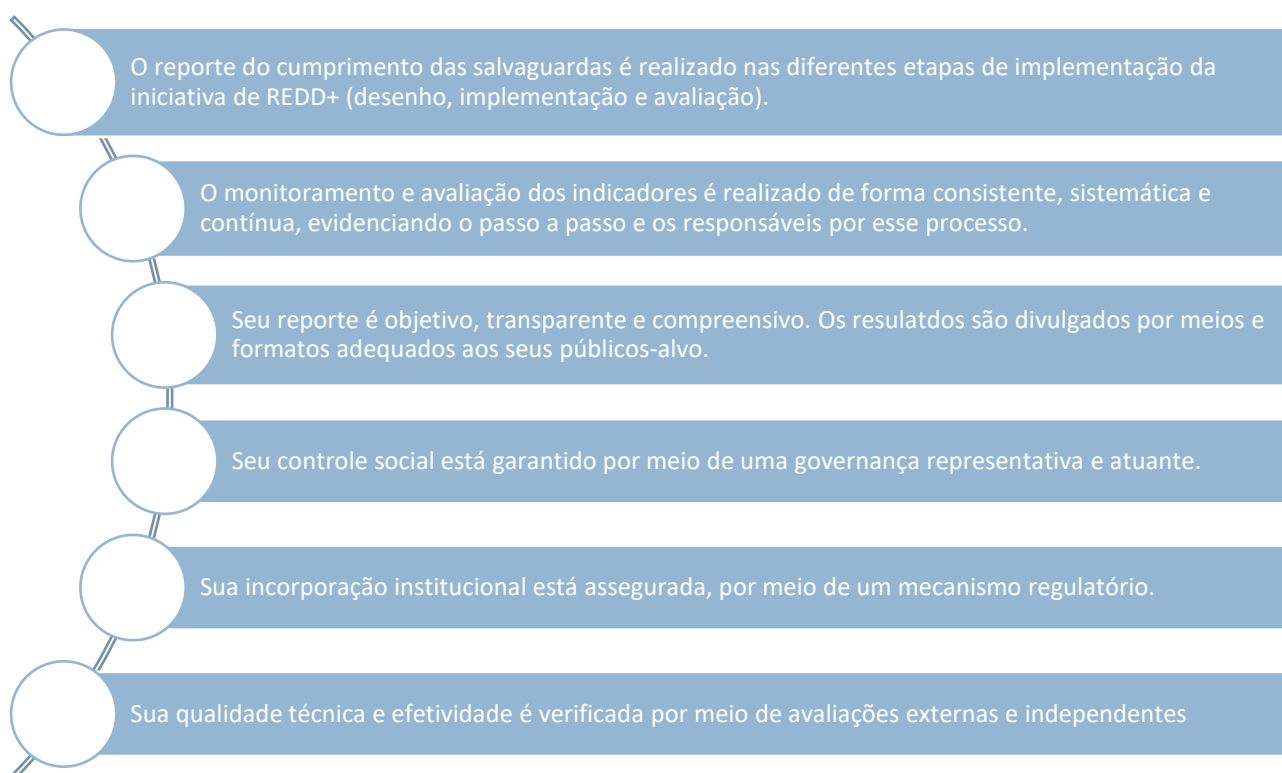 O reporte do cumprimento das salvaguardas é realizado nas diferentes etapas de implementação da
iniciativa de REDD+ (desenho, implementação e avaliação).
O monitoramento e avaliação dos indicadores é realizado de forma consistente, sistemática e
contínua, evidenciando o passo a passo e os responsáveis por esse processo.
Seu reporte é objetivo, transparente e compreensivo. Os resulatdos são divulgados por meios e
formatos adequados aos seus públicos-alvo.
Seu controle social está garantido por meio de uma governança representativa e atuante.
Sua incorporação institucional está assegurada, por meio de um mecanismo regulatório.
Sua qualidade técnica e efetividade é verificada por meio de avaliações externas e independentes